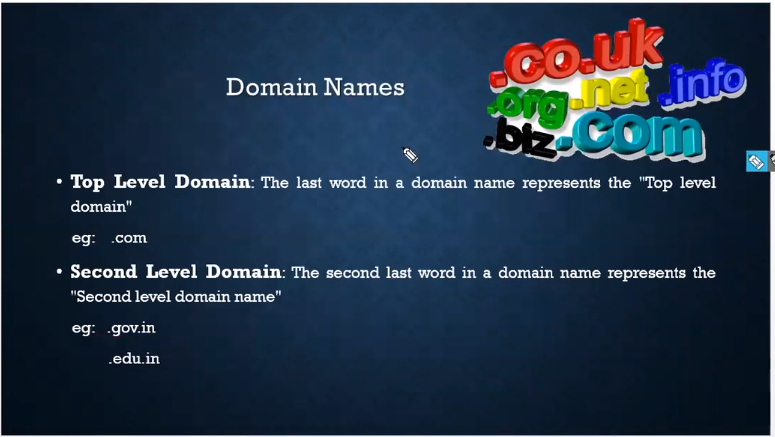 .co.uk
.org .net .info
.biz .com
Domain Names
• Top Level Domain: The last word in a domain name represents the "Top level
domain"
eg: .com
• Second Level Domain: The second last word in a domain name represents the
"Second level domain name"
eg: .gov.in
.edu.in